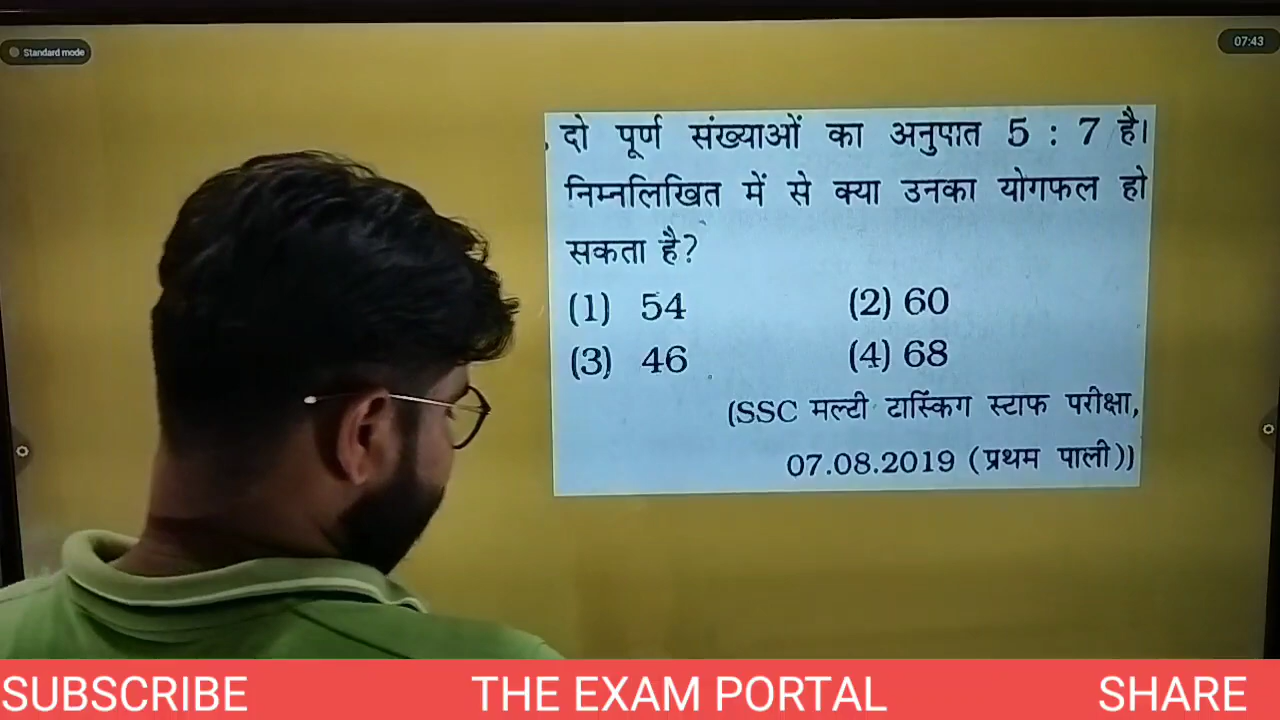 Standard mode
07:43
दो पूर्ण संख्याओं का अनुपात 5 : 7 है।
निम्नलिखित में से क्या उनका योगफल हो
सकता है?
(1) 54 (2) 60
(3) 46 (4) 68
(SSC मल्टी टास्किंग स्टाफ परीक्षा,
07.08.2019 (प्रथम पाली))
SUBSCRIBE THE EXAM PORTAL SHARE